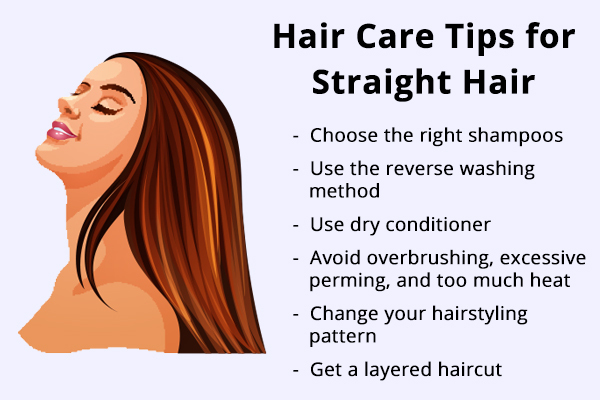 Hair Care Tips for
Straight Hair
- Choose the right shampoos
- Use the reverse washing
method
- Use dry conditioner
- Avoid overbrushing, excessive
perming, and too much heat
- Change your hairstyling
pattern
- Get a layered haircut